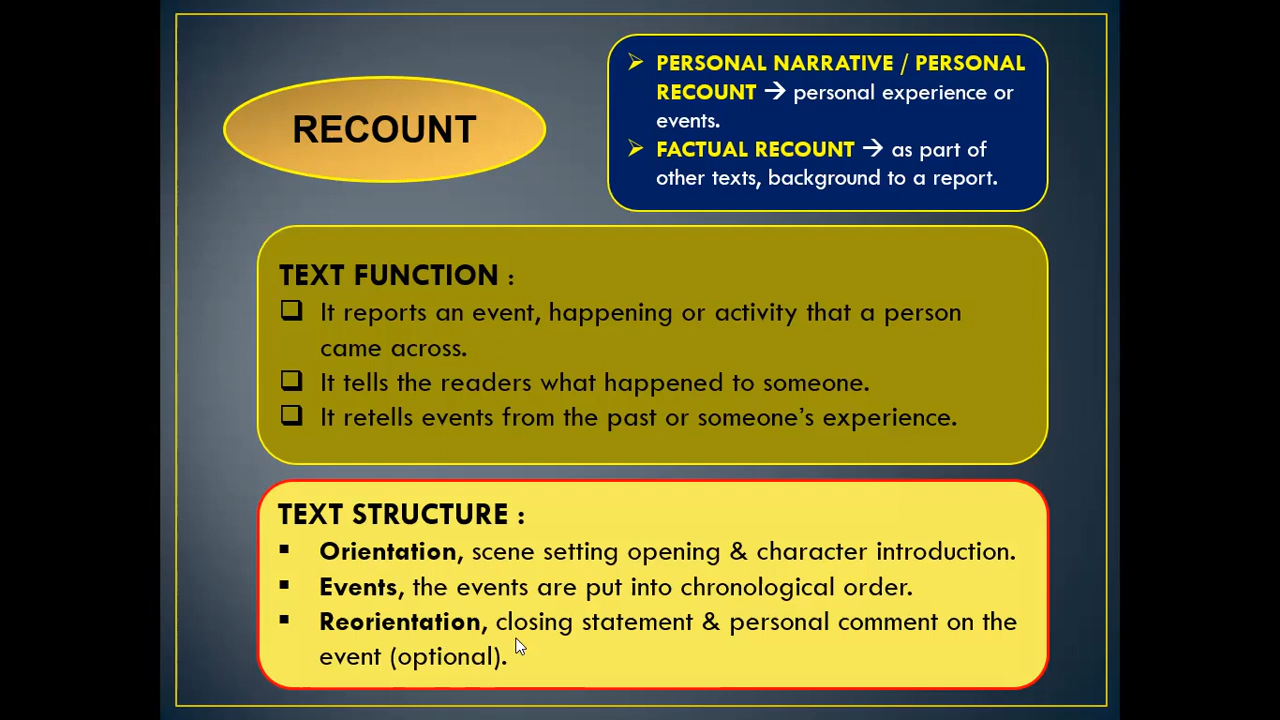 RECOUNT
➢ PERSONAL NARRATIVE / PERSONAL
RECOUNT → personal experience or
events.
➢ FACTUAL RECOUNT → as part of
other texts, background to a report.
TEXT FUNCTION :
❑ It reports an event, happening or activity that a person
came across.
❑ It tells the readers what happened to someone.
❑ It retells events from the past or someone’s experience.
TEXT STRUCTURE :
▪ Orientation, scene setting opening & character introduction.
▪ Events, the events are put into chronological order.
▪ Reorientation, closing statement & personal comment on the
event (optional).